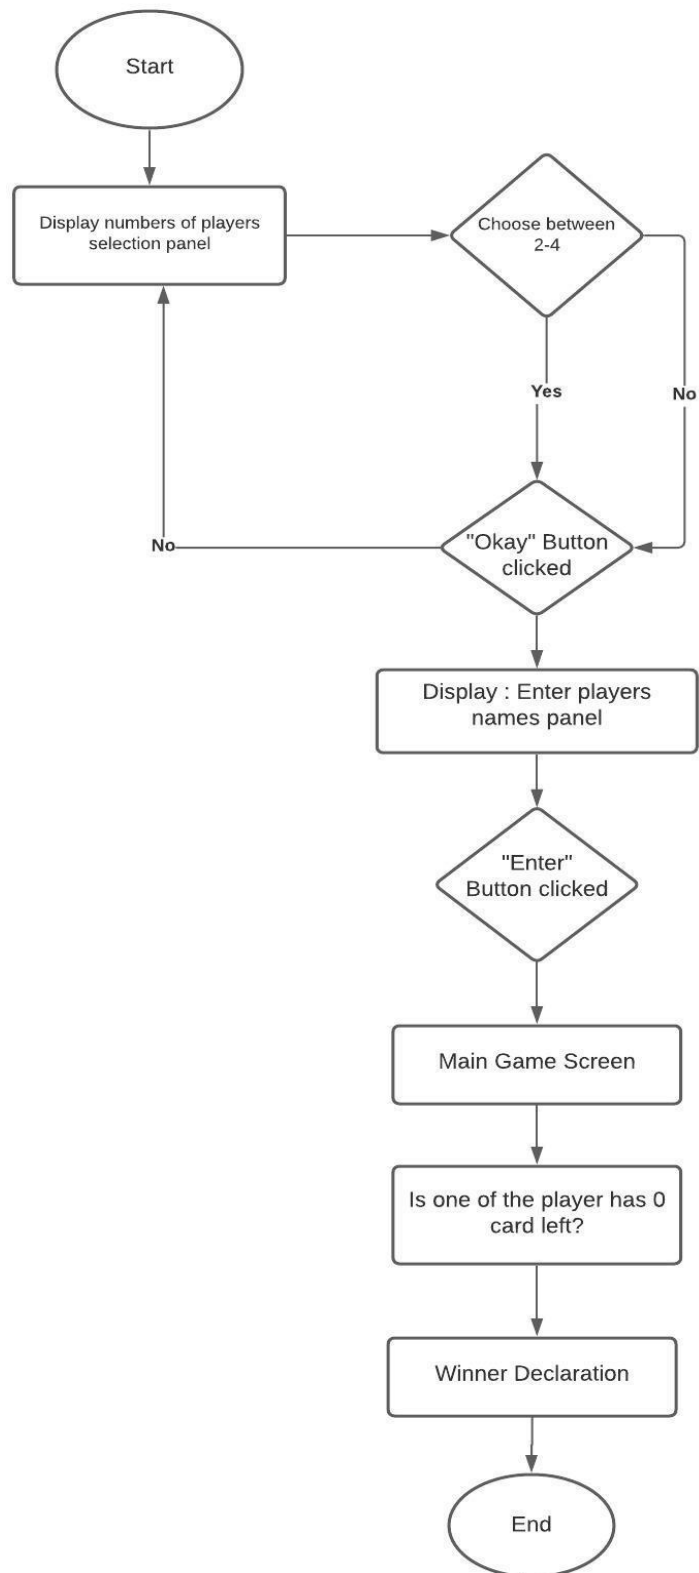 Start
Display numbers of players
selection panel
Choose between
2-4
Yes
No
"Okay" Button
clicked
No
Display : Enter players
names panel
"Enter"
Button clicked
Main Game Screen
Is one of the player has 0
card left?
Winner Declaration
End